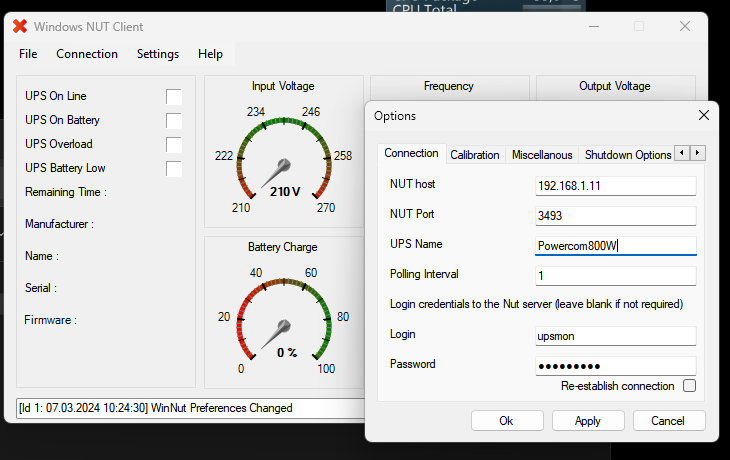 CPU Package
CPU Total
Windows NUT Client
File Connection Settings Help
UPS On Line
UPS On Battery
UPS Overload
UPS Battery Low
Remaining Time :
Manufacturer :
Name :
Serial :
Firmware :
Input Voltage
234 246
222 258
210 V
210 270
Battery Charge
40 60
20 80
0 %
0 100
Frequency
Output Voltage
[Id 1: 07.03.2024 10:24:30] WinNut Preferences Changed
Options
Connection Calibration Miscellanous Shutdown Options
NUT host 192.168.1.11
NUT Port 3493
UPS Name Powercom800W
Polling Interval 1
Login credentials to the Nut server (leave blank if not required)
Login upsmon
Password ●●●●●●●●●
Re-establish connection
Ok Apply Cancel